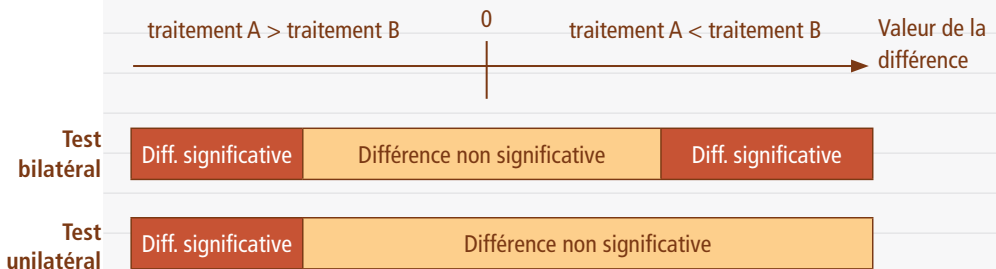 traitement A > traitement B
0
traitement A < traitement B
Valeur de la
différence
Test
bilatéral
Diff. significative
Différence non significative
Diff. significative
Test
unilatéral
Diff. significative
Différence non significative